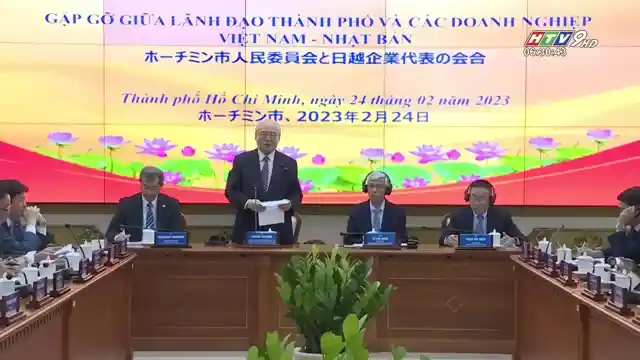 GẶP GỠ GIỮA LÃNH ĐẠO THÀNH PHỐ VÀ CÁC DOANH NGHIỆP
VIỆT NAM - NHẬT BẢN
ホーチミン市人民委員会と日越企業代表の会合
Thành phố Hồ Chí Minh, ngày 24 tháng 02 năm 2023
ホーチミン市、2023年2月24日
HTV9 HD
06:30:43